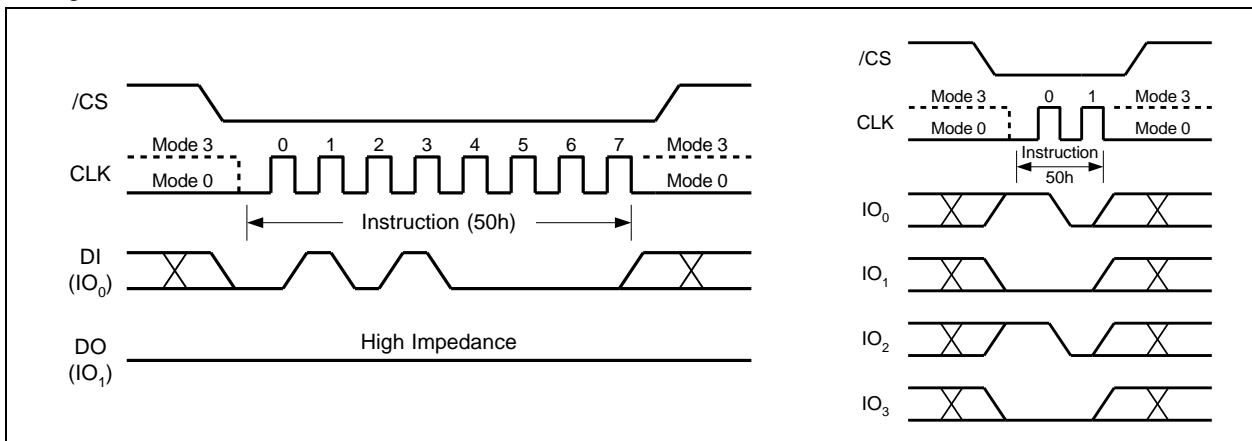 /CS
Mode 3 0 1 2 3 4 5 6 7 Mode 3
CLK
Mode 0 Mode 0
Instruction (50h)
DI
(IO0)
High Impedance
DO
(IO1)
/CS
Mode 3 0 1 Mode 3
CLK
Mode 0 Mode 0
Instruction
50h
IO0
IO1
IO2
IO3